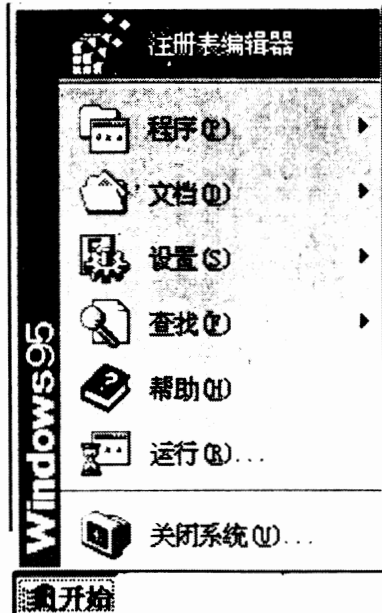 注册表编辑器
程序(P)
文档(D)
设置(S)
查找(F)
帮助(H)
运行(R)...
关闭系统(U)...
Windows95
开始